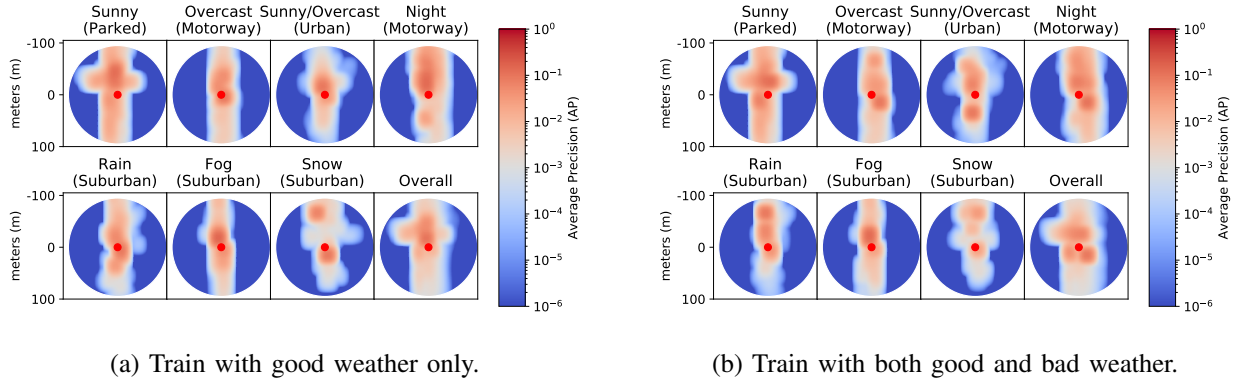 Sunny
(Parked)
Overcast
(Motorway)
Sunny/Overcast
(Urban)
Night
(Motorway)
-100
0
100
meters (m)
Rain
(Suburban)
Fog
(Suburban)
Snow
(Suburban)
Overall
-100
0
100
meters (m)
10^0
10^-1
10^-2
10^-3
10^-4
10^-5
10^-6
Average Precision (AP)
(a) Train with good weather only.
Sunny
(Parked)
Overcast
(Motorway)
Sunny/Overcast
(Urban)
Night
(Motorway)
-100
0
100
meters (m)
Rain
(Suburban)
Fog
(Suburban)
Snow
(Suburban)
Overall
-100
0
100
meters (m)
10^0
10^-1
10^-2
10^-3
10^-4
10^-5
10^-6
Average Precision (AP)
(b) Train with both good and bad weather.